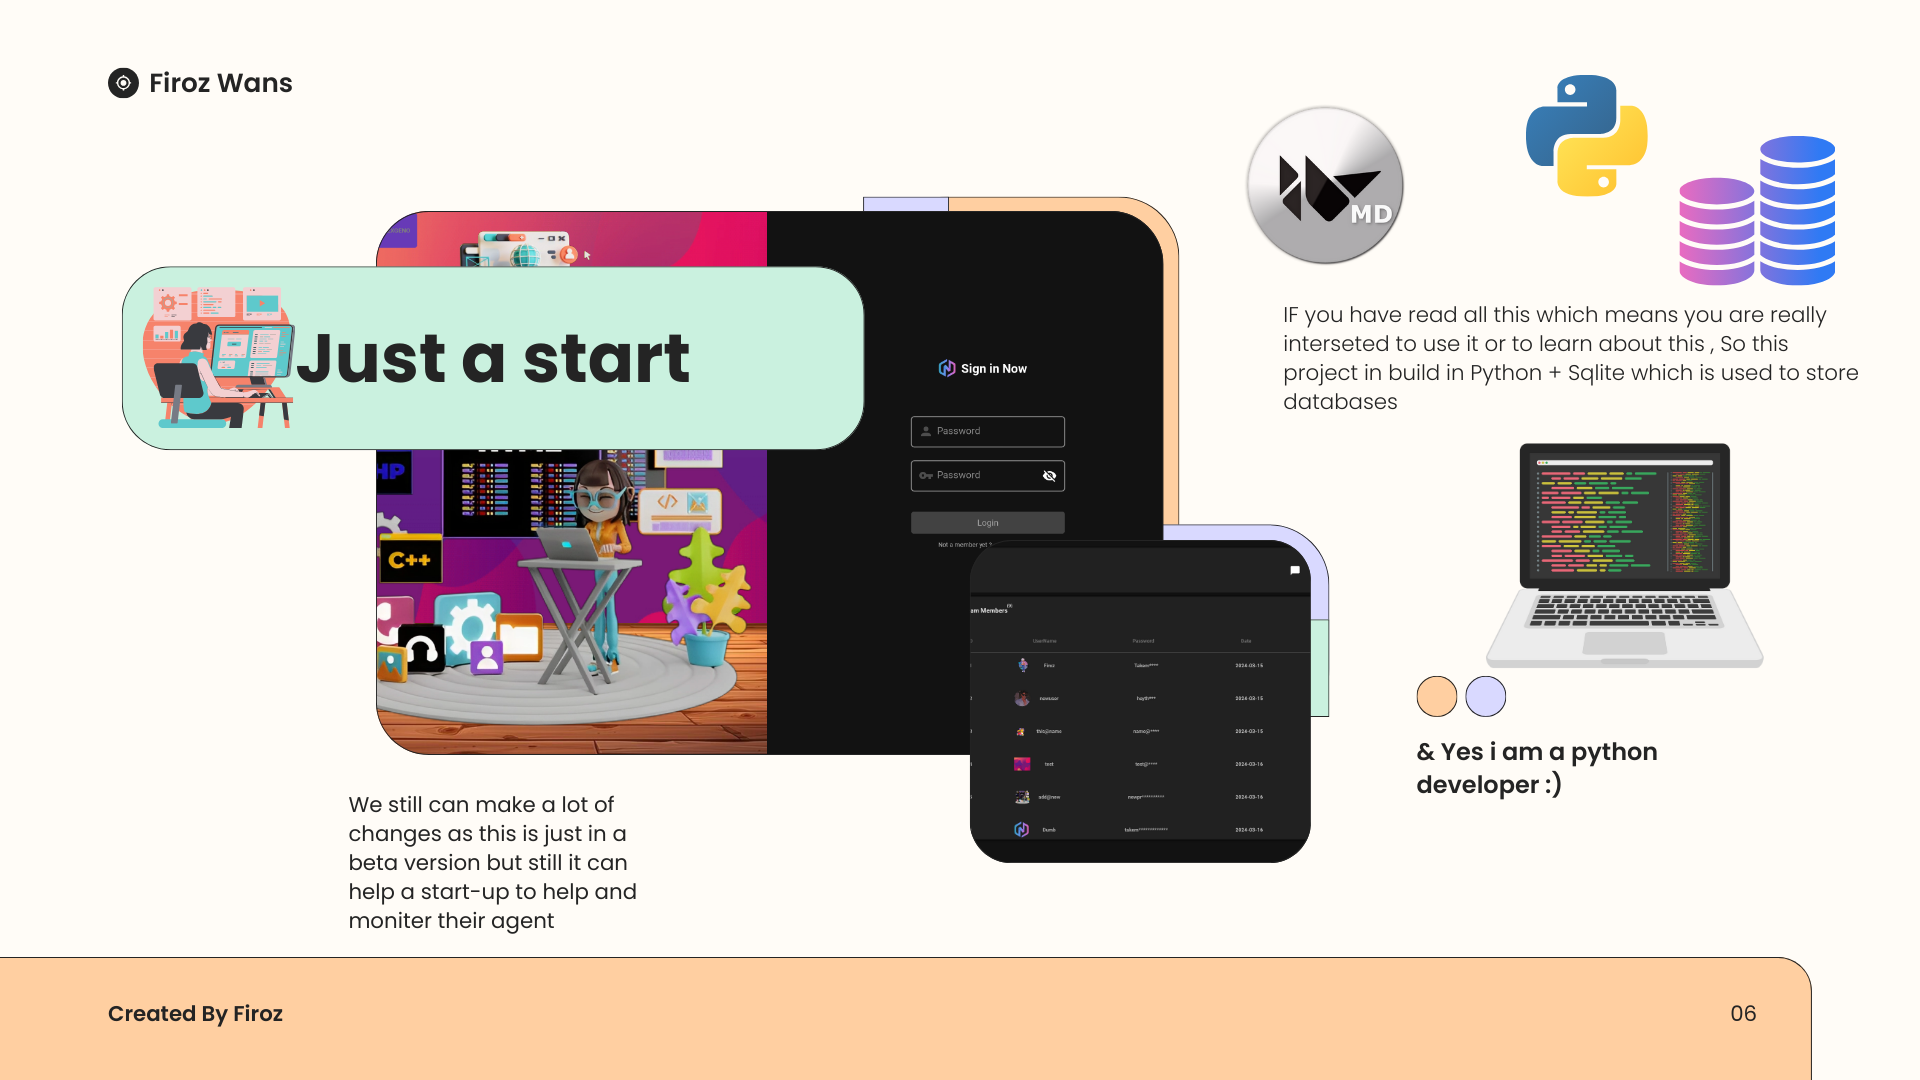 Firoz Wans
MD
IF you have read all this which means you are really
interseted to use it or to learn about this , So this
project in build in Python + Sqlite which is used to store
databases
Just a start
Sign in Now
Password
Password
Login
Not a member yet ?
HP
C++
</>
am Members
UserName Password Date
Firoz Takem**** 2024-03-15
newuser hayth*** 2024-03-15
this@name name@**** 2024-03-15
test test@**** 2024-03-16
add@new 2024-03-16
Dumb 2024-03-16
& Yes i am a python
developer :)
We still can make a lot of
changes as this is just in a
beta version but still it can
help a start-up to help and
moniter their agent
Created By Firoz
06